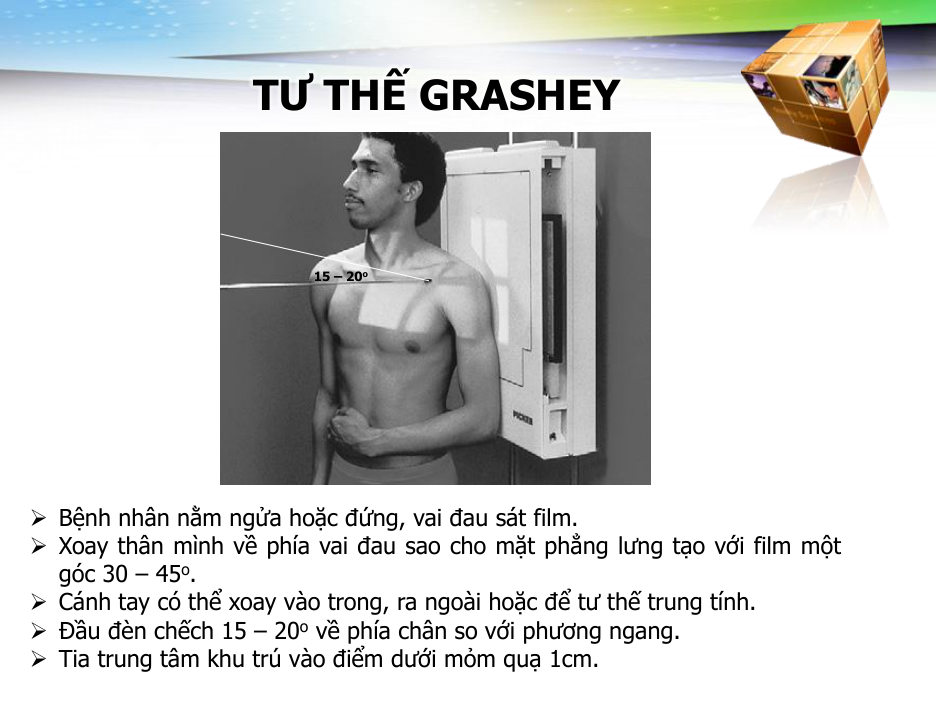 TƯ THẾ GRASHEY
15 – 20º
PICKER
➢ Bệnh nhân nằm ngửa hoặc đứng, vai đau sát film.
➢ Xoay thân mình về phía vai đau sao cho mặt phẳng lưng tạo với film một
góc 30 – 45º.
➢ Cánh tay có thể xoay vào trong, ra ngoài hoặc để tư thế trung tính.
➢ Đầu đèn chếch 15 – 20º về phía chân so với phương ngang.
➢ Tia trung tâm khu trú vào điểm dưới mỏm quạ 1cm.